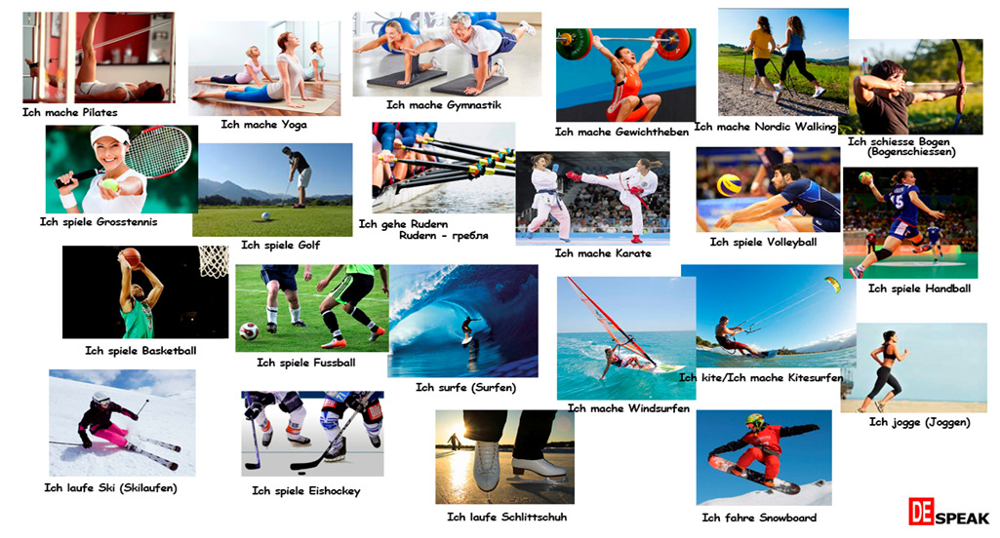 Ich mache Pilates
Ich mache Yoga
Ich mache Gymnastik
Ich mache Gewichtheben
Ich mache Nordic Walking
Ich schiesse Bogen
(Bogenschiessen)
Ich spiele Grosstennis
Ich spiele Golf
Ich gehe Rudern
Rudern - гребля
Ich mache Karate
Ich spiele Volleyball
15
Ich spiele Handball
Ich spiele Basketball
Ich spiele Fussball
Ich surfe (Surfen)
Ich mache Windsurfen
Ich kite/Ich mache Kitesurfen
Ich jogge (Joggen)
Ich laufe Ski (Skilaufen)
Ich spiele Eishockey
Ich laufe Schlittschuh
Ich fahre Snowboard
DE SPEAK